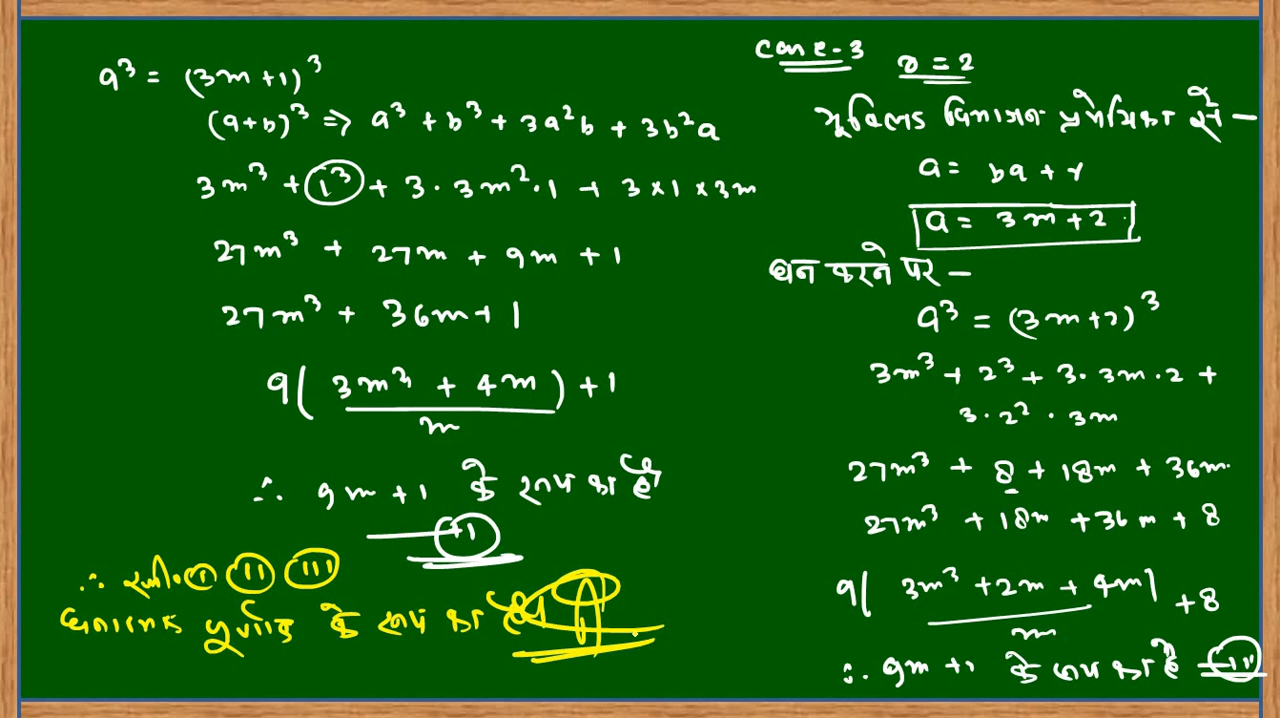 a³ = (3m+1)³
(a+b)³ ⇒ a³ + b³ + 3a²b + 3b²a
3m³ + 1³ + 3·3m²·1 + 3×1×3m
27m³ + 27m + 9m + 1
27m³ + 36m + 1
9(3m³ + 4m) + 1
m
∴ 9m+1 के रूप का है
∴ समी० (i) (ii) (iii)
धनात्मक पूर्णांक के रूप का है
Case-3 r = 2
यूक्लिड विभाजन प्रमेयिका से –
a = bq + r
a = 3m+2
घन करने पर –
a³ = (3m+2)³
3m³ + 2³ + 3·3m·2 +
3·2²·3m
27m³ + 8 + 18m + 36m
27m³ + 18m + 36m + 8
9(3m³ + 2m + 4m) + 8
m
∴ 9m + के रूप का है – (iii)